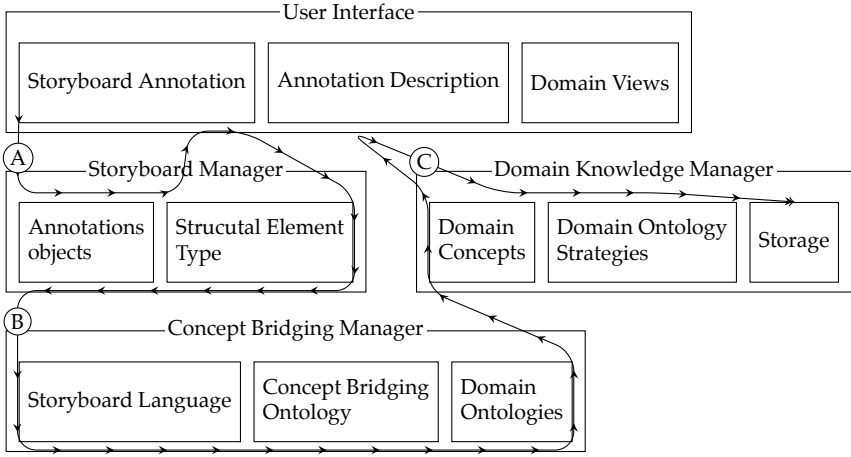 User Interface
Storyboard Annotation
Annotation Description
Domain Views
A
Storyboard Manager
C
Domain Knowledge Manager
Annotations
objects
Strucutal Element
Type
Domain
Concepts
Domain Ontology
Strategies
Storage
B
Concept Bridging Manager
Storyboard Language
Concept Bridging
Ontology
Domain
Ontologies